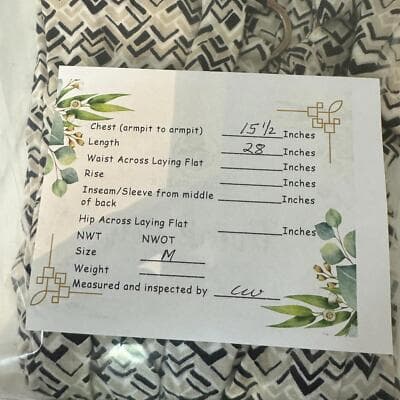 Chest (armpit to armpit) 15 1/2 Inches
Length 28 Inches
Waist Across Laying Flat Inches
Rise Inches
Inseam/Sleeve from middle Inches
of back
Hip Across Laying Flat Inches
NWT NWOT
Size M
Weight
Measured and inspected by